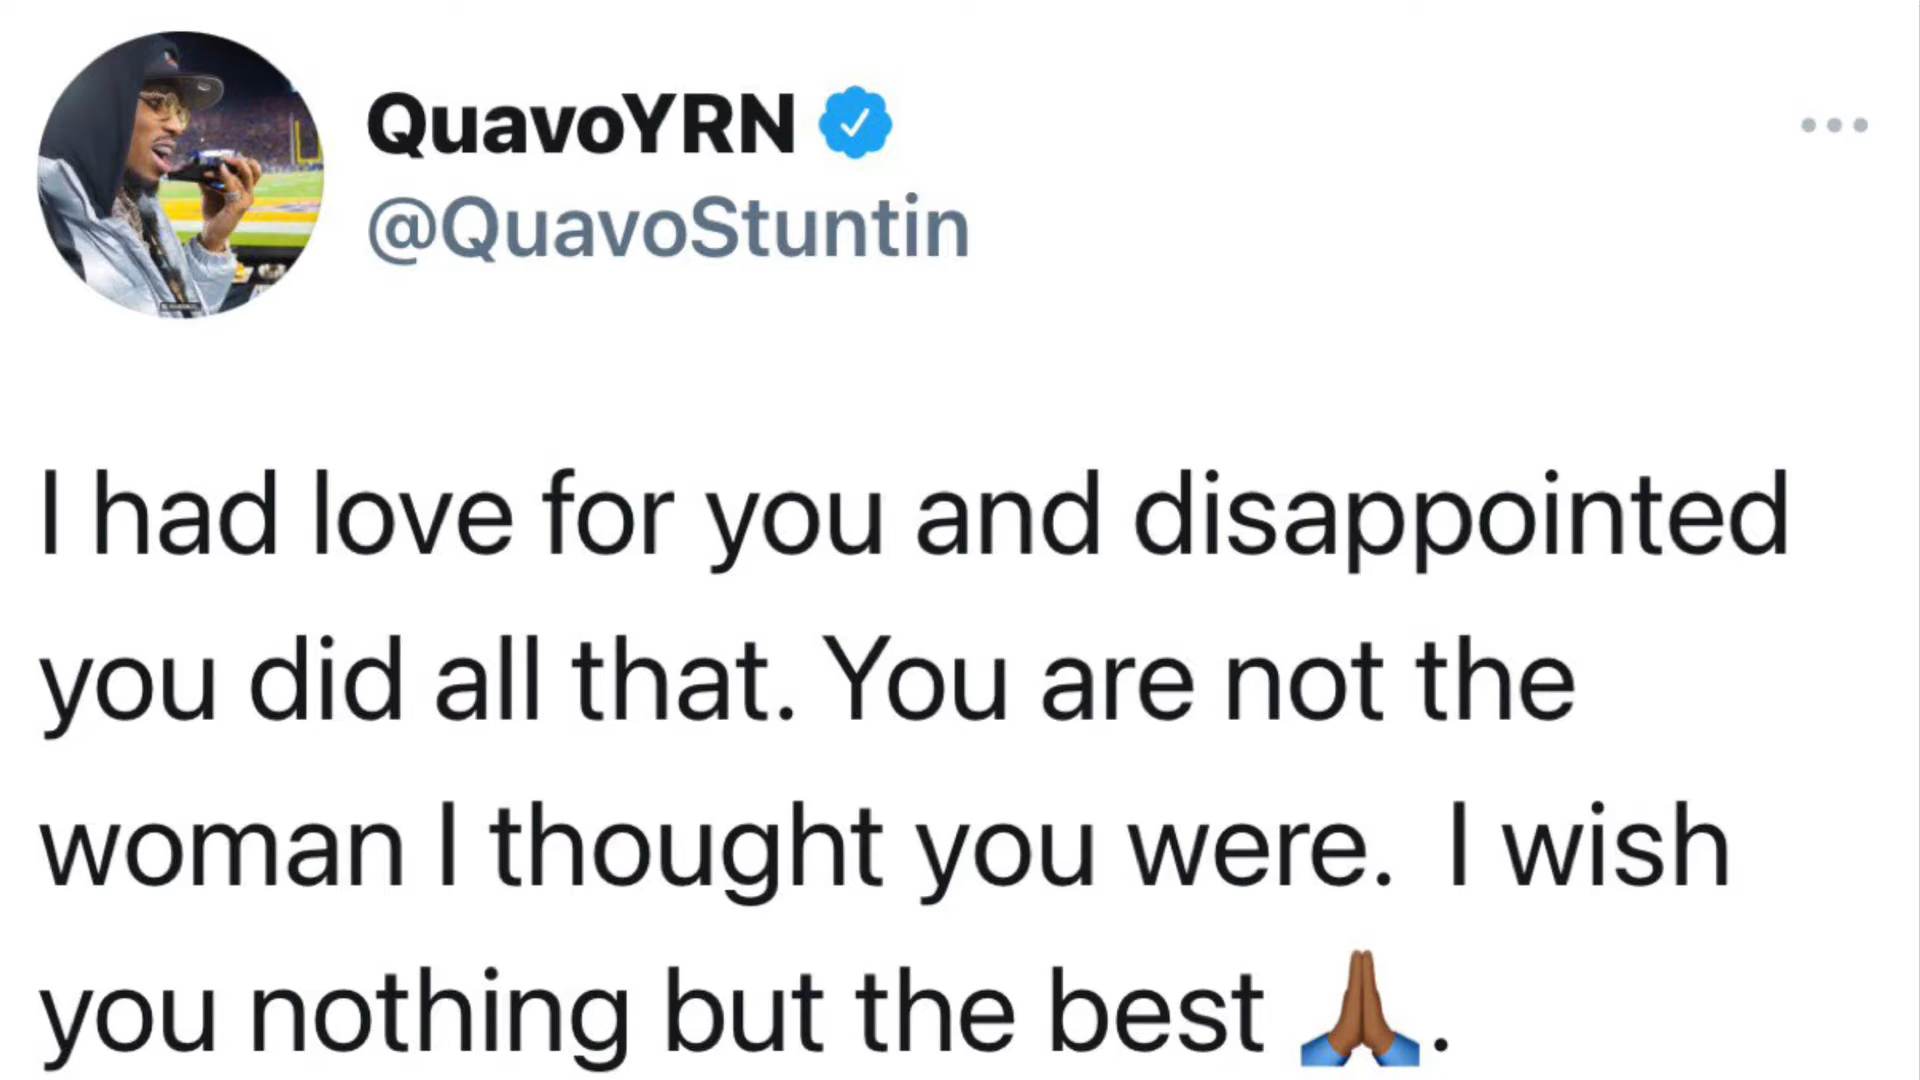 QuavoYRN
@QuavoStuntin
I had love for you and disappointed
you did all that. You are not the
woman I thought you were.  I wish
you nothing but the best 🙏🏾.